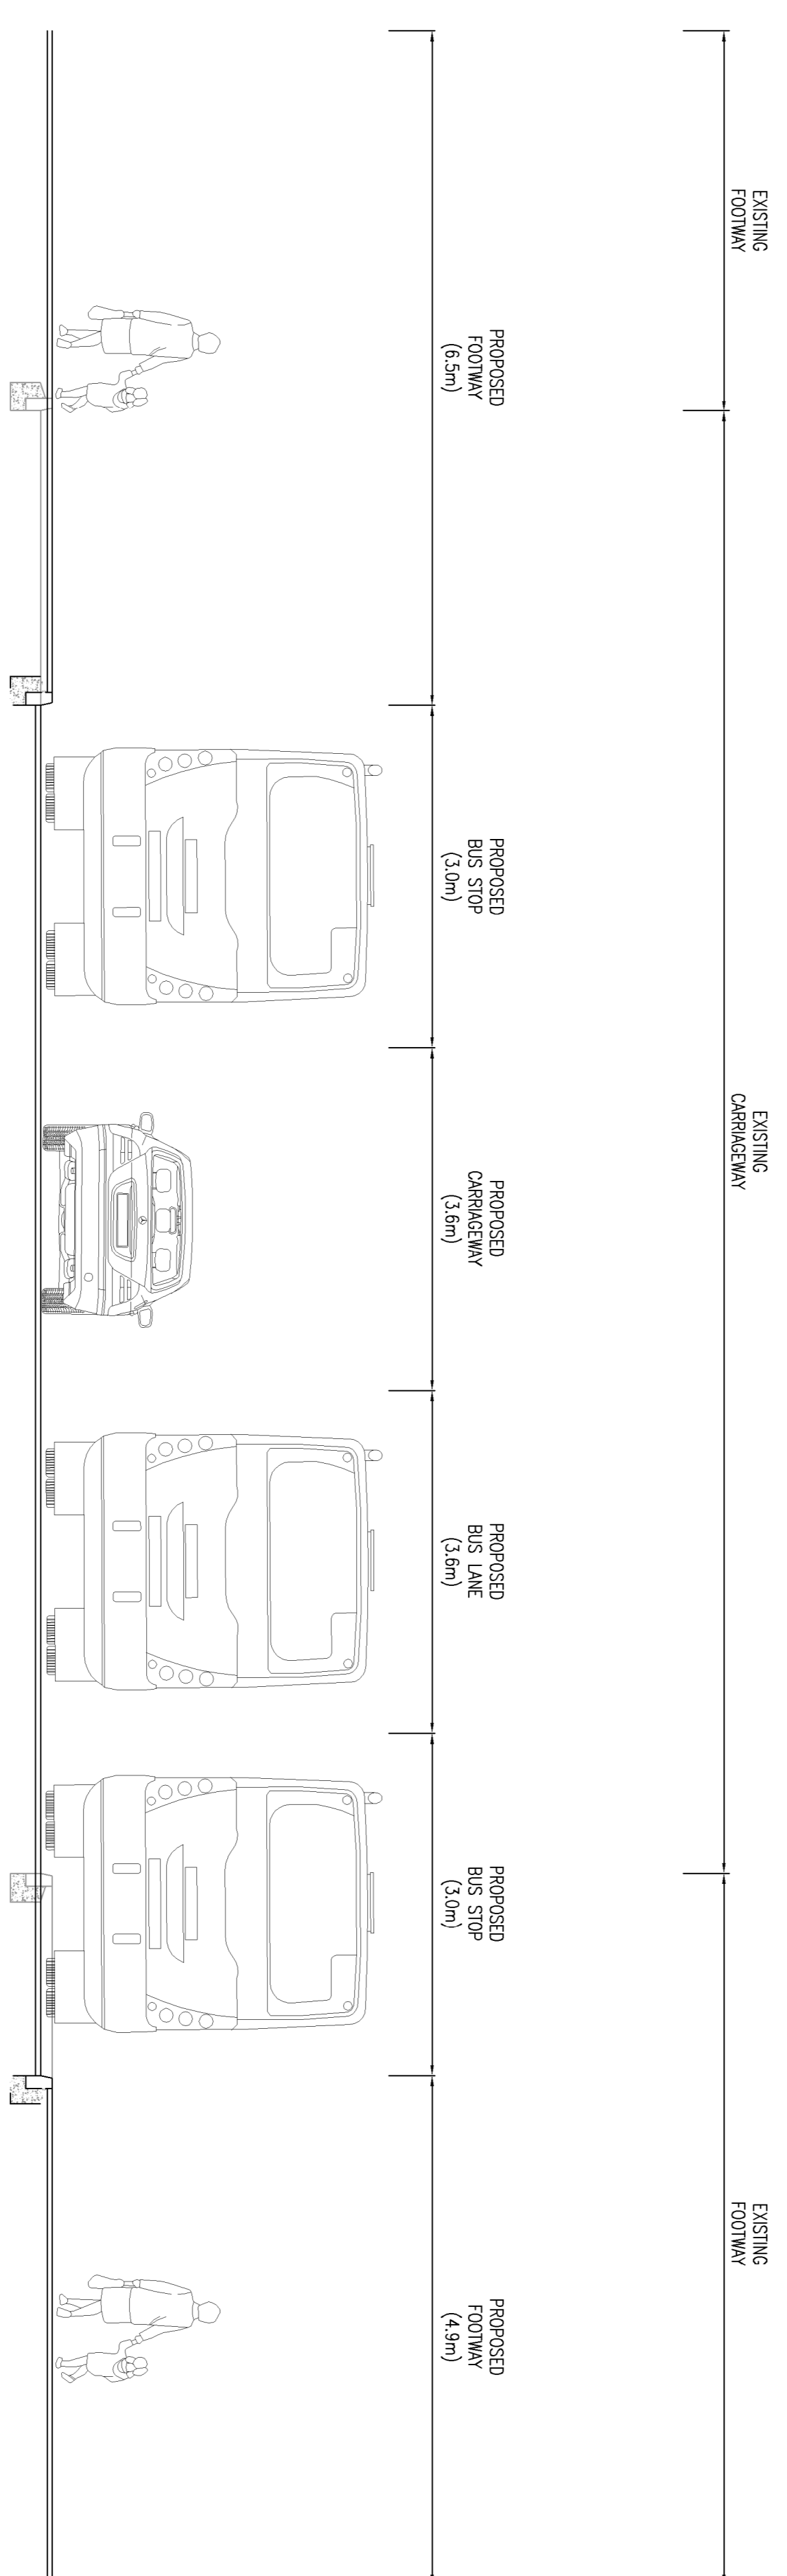 EXISTING
FOOTWAY
EXISTING
CARRIAGEWAY
EXISTING
FOOTWAY
PROPOSED
FOOTWAY
(6.5m)
PROPOSED
BUS STOP
(3.0m)
PROPOSED
CARRIAGEWAY
(3.6m)
PROPOSED
BUS LANE
(3.6m)
PROPOSED
BUS STOP
(3.0m)
PROPOSED
FOOTWAY
(4.9m)